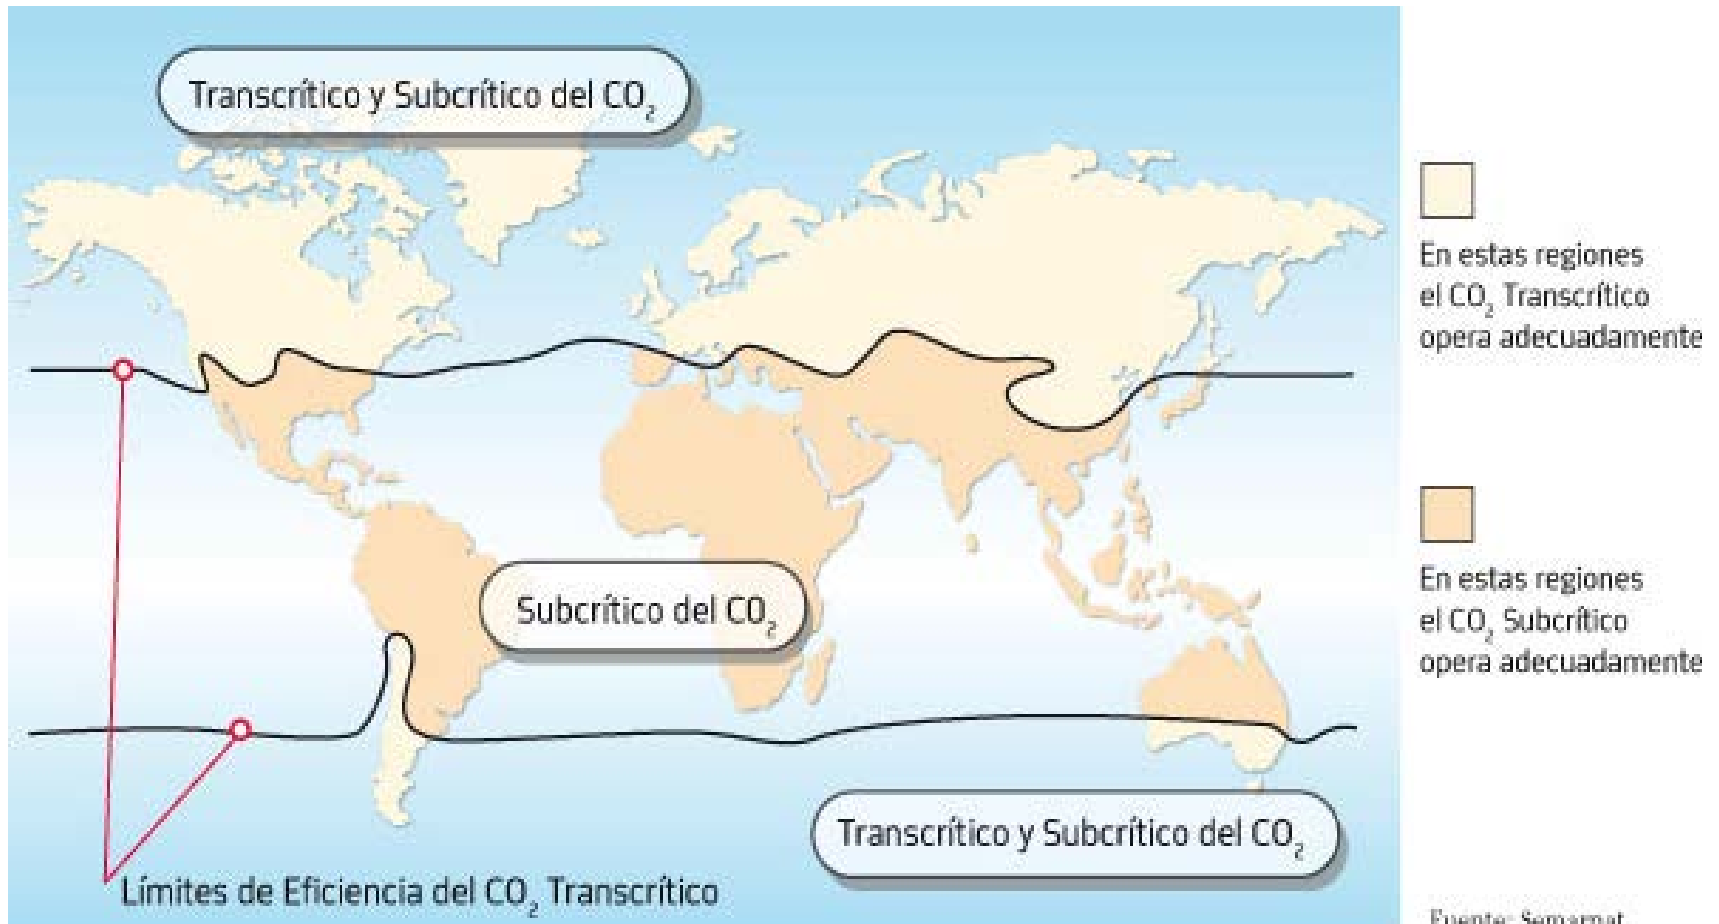 Transcrítico y Subcrítico del CO₂
En estas regiones
el CO₂ Transcrítico
opera adecuadamente
Subcrítico del CO₂
En estas regiones
el CO₂ Subcrítico
opera adecuadamente
Transcrítico y Subcrítico del CO₂
Límites de Eficiencia del CO₂ Transcrítico
Fuente: Semarnat